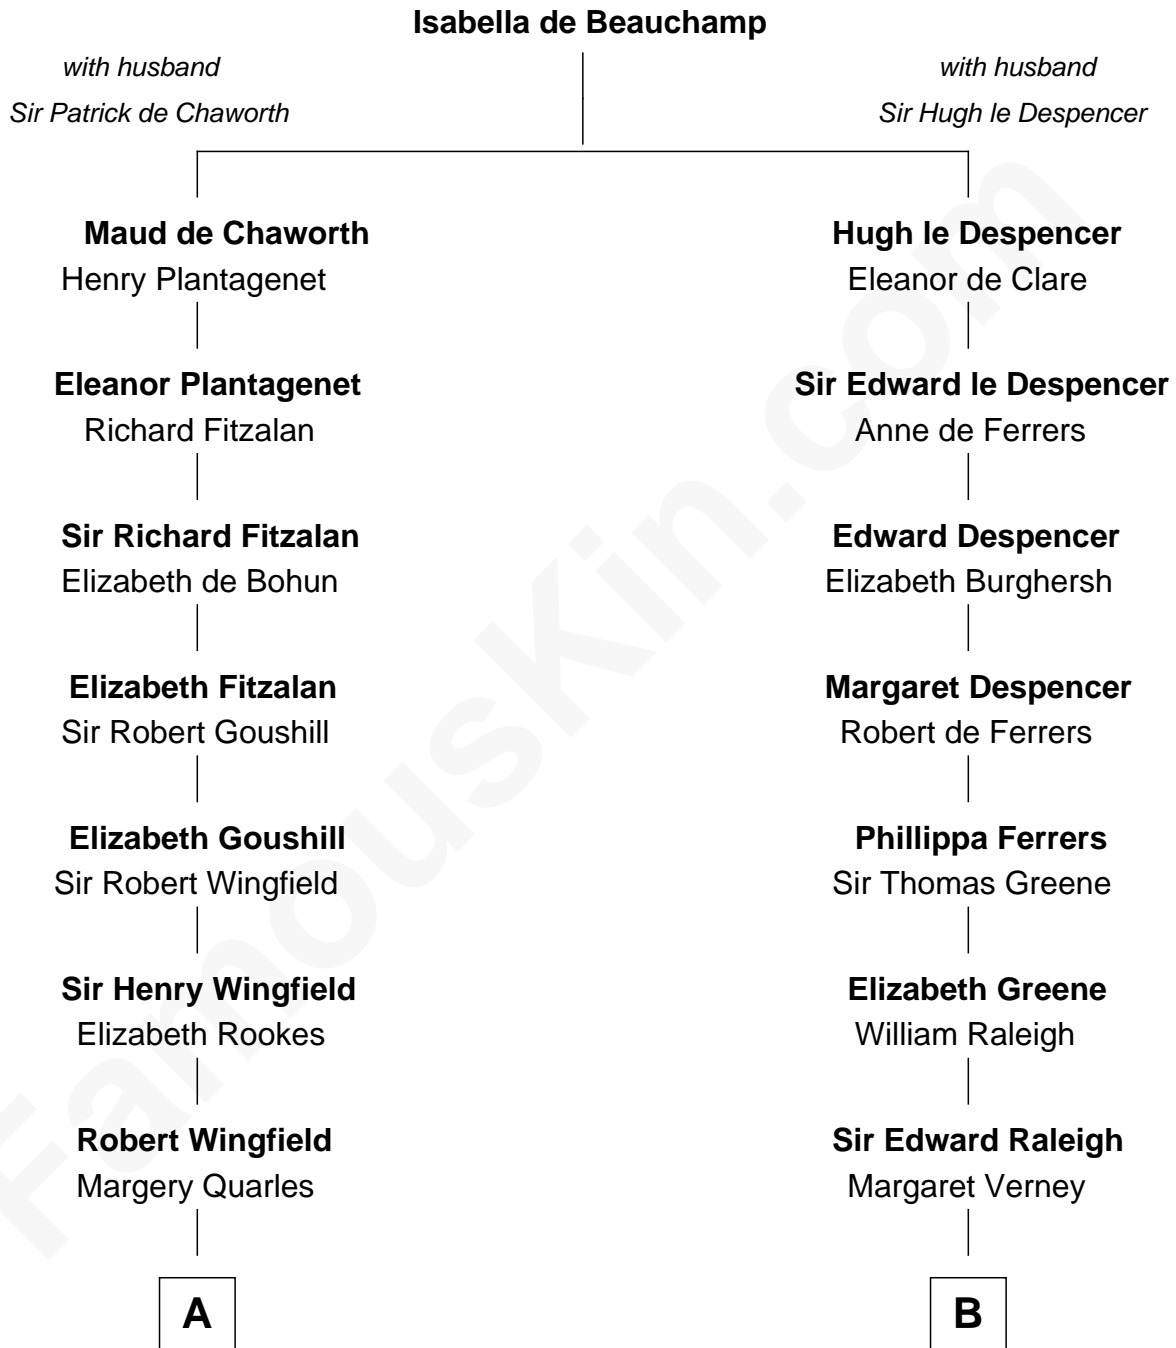 Isabella de Beauchamp
with husband
Sir Patrick de Chaworth
with husband
Sir Hugh le Despencer
Maud de Chaworth
Henry Plantagenet
Hugh le Despencer
Eleanor de Clare
Eleanor Plantagenet
Richard Fitzalan
Sir Edward le Despencer
Anne de Ferrers
Sir Richard Fitzalan
Elizabeth de Bohun
Edward Despencer
Elizabeth Burghersh
Elizabeth Fitzalan
Sir Robert Goushill
Margaret Despencer
Robert de Ferrers
Elizabeth Goushill
Sir Robert Wingfield
Phillippa Ferrers
Sir Thomas Greene
Sir Henry Wingfield
Elizabeth Rookes
Elizabeth Greene
William Raleigh
Robert Wingfield
Margery Quarles
Sir Edward Raleigh
Margaret Verney
A
B
FamousKin.com